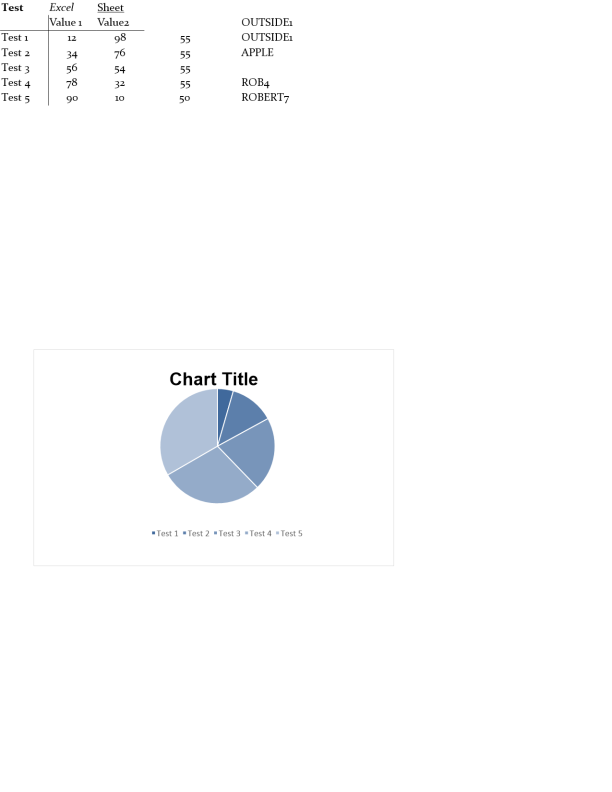 Test Excel Sheet
Value 1 Value2 OUTSIDE1
Test 1 12 98 55 OUTSIDE1
Test 2 34 76 55 APPLE
Test 3 56 54 55
Test 4 78 32 55 ROB4
Test 5 90 10 50 ROBERT7
Chart Title
Test 1 Test 2 Test 3 Test 4 Test 5